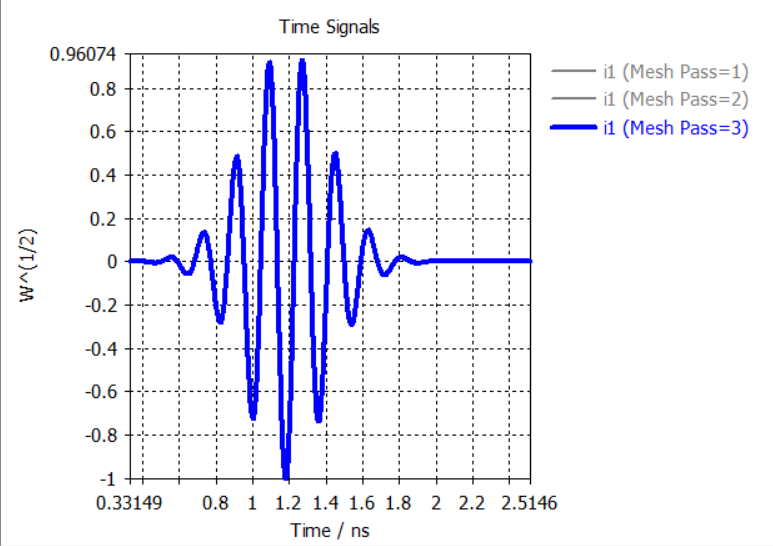 Time Signals
0.96074
0.8
0.6
0.4
0.2
0
-0.2
-0.4
-0.6
-0.8
-1
W^(1/2)
0.33149 0.8 1 1.2 1.4 1.6 1.8 2 2.2 2.5146
Time / ns
i1 (Mesh Pass=1)
i1 (Mesh Pass=2)
i1 (Mesh Pass=3)